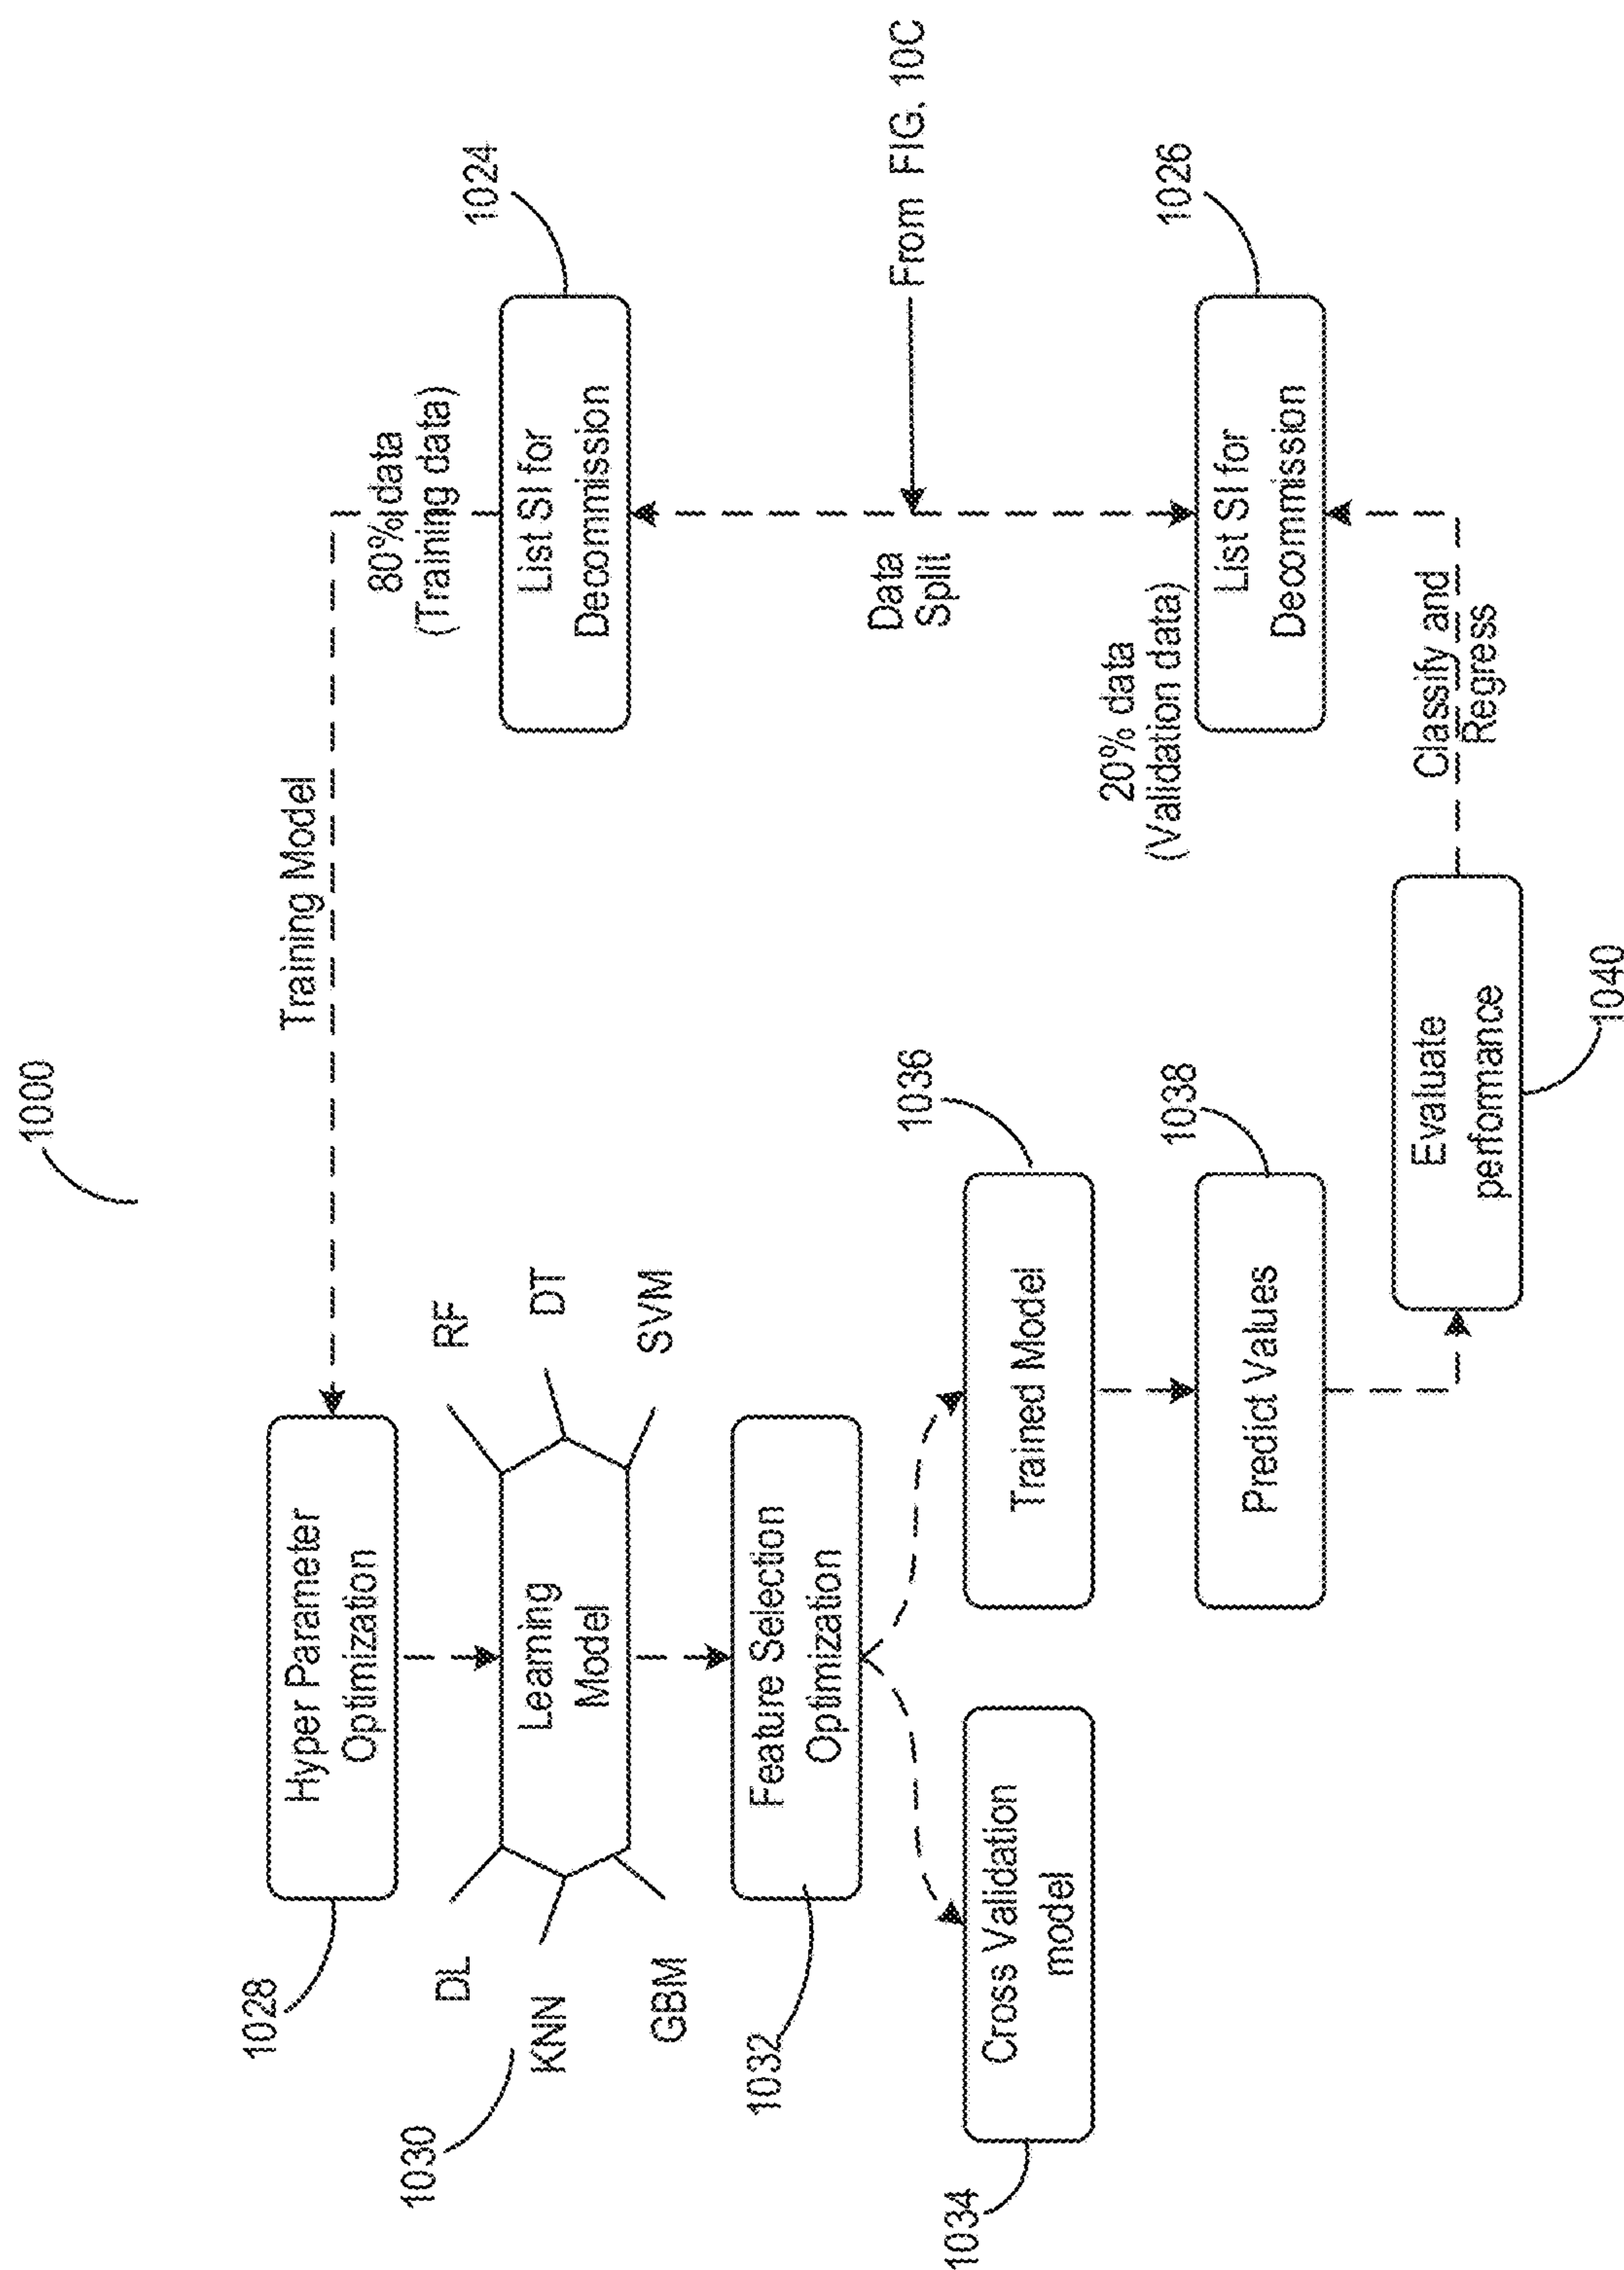 1000
Training Model
1028
Hyper Parameter
Optimization
80% data
(Training data)
1024
List SI for
Decommission
1030
DL
KNN
GBM
Learning
Model
RF
DT
SVM
1032
Feature Selection
Optimization
Data
Split
From FIG. 10C
1034
Cross Validation
model
1036
Trained Model
1038
Predict Values
20% data
(Validation data)
1026
List SI for
Decommission
Evaluate
performance
1040
Classify and
Regress